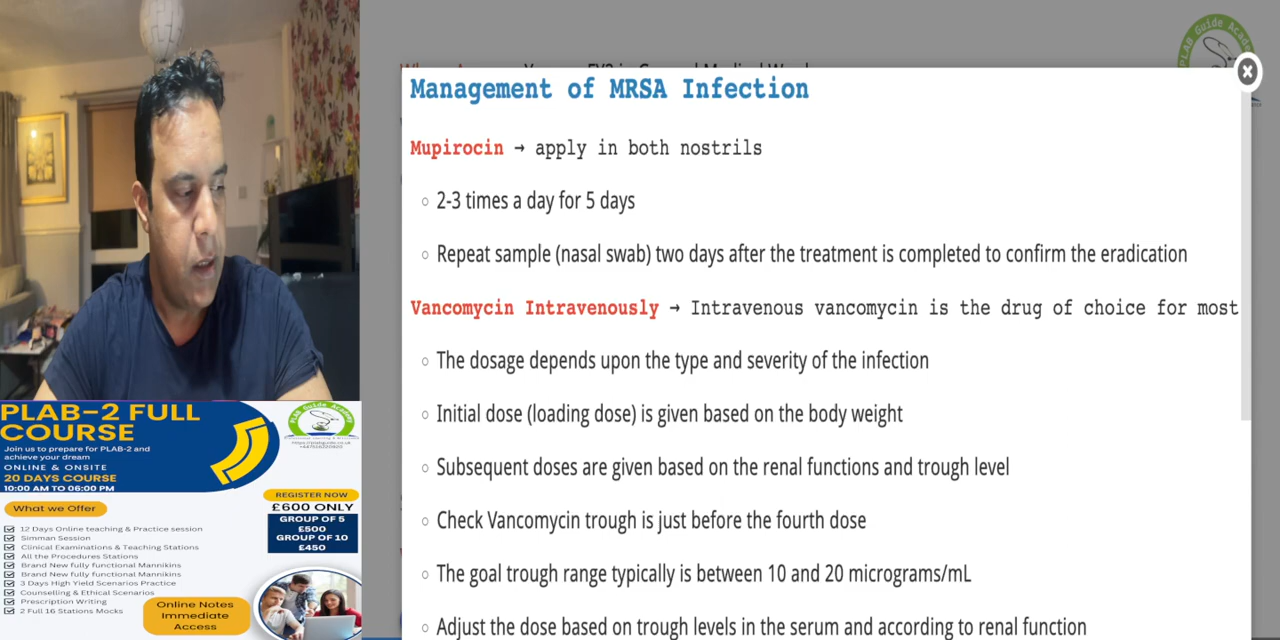 Management of MRSA Infection
Mupirocin → apply in both nostrils
○ 2-3 times a day for 5 days
○ Repeat sample (nasal swab) two days after the treatment is completed to confirm the eradication
Vancomycin Intravenously → Intravenous vancomycin is the drug of choice for most
○ The dosage depends upon the type and severity of the infection
○ Initial dose (loading dose) is given based on the body weight
○ Subsequent doses are given based on the renal functions and trough level
○ Check Vancomycin trough is just before the fourth dose
○ The goal trough range typically is between 10 and 20 micrograms/mL
○ Adjust the dose based on trough levels in the serum and according to renal function
PLAB Guide Academy
PLAB-2 FULL
COURSE
Join us to prepare for PLAB-2 and
achieve your dream
ONLINE & ONSITE
20 DAYS COURSE
10:00 AM TO 06:00 PM
PLAB Guide Academy
What we Offer
12 Days Online teaching & Practice session
Simman Session
Clinical Examinations & Teaching Stations
All the Procedures Stations
Brand New fully functional Mannikins
Brand New fully functional Mannikins
3 Days High Yield Scenarios Practice
Counselling & Ethical Scenarios
Prescription Writing
2 Full 16 Stations Mocks
REGISTER NOW
£600 ONLY
GROUP OF 5
£500
GROUP OF 10
£450
Online Notes
Immediate
Access